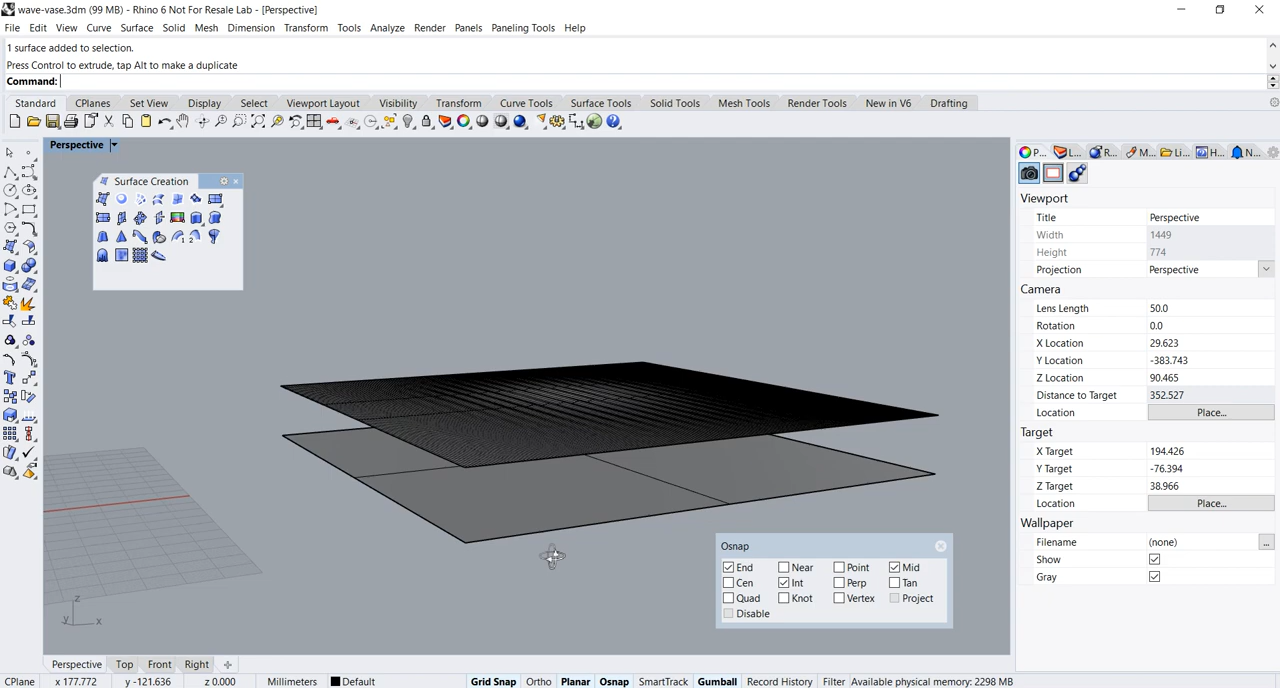 wave-vase.3dm (99 MB) - Rhino 6 Not For Resale Lab - [Perspective]
File Edit View Curve Surface Solid Mesh Dimension Transform Tools Analyze Render Panels Paneling Tools Help
1 surface added to selection.
Press Control to extrude, tap Alt to make a duplicate
Command:
Standard CPlanes Set View Display Select Viewport Layout Visibility Transform Curve Tools Surface Tools Solid Tools Mesh Tools Render Tools New in V6 Drafting
Perspective
P... L... R... M... Li... H... N...
Surface Creation
Viewport
Title Perspective
Width 1449
Height 774
Projection Perspective
Camera
Lens Length 50.0
Rotation 0.0
X Location 29.623
Y Location -383.743
Z Location 90.465
Distance to Target 352.527
Location Place...
Target
X Target 194.426
Y Target -76.394
Z Target 38.966
Location Place...
Wallpaper
Filename (none) ...
Show
Gray
Osnap
End Near Point Mid
Cen Int Perp Tan
Quad Knot Vertex Project
Disable
z
y x
Perspective Top Front Right
CPlane x 177.772 y -121.636 z 0.000 Millimeters Default Grid Snap Ortho Planar Osnap SmartTrack Gumball Record History Filter Available physical memory: 2298 MB